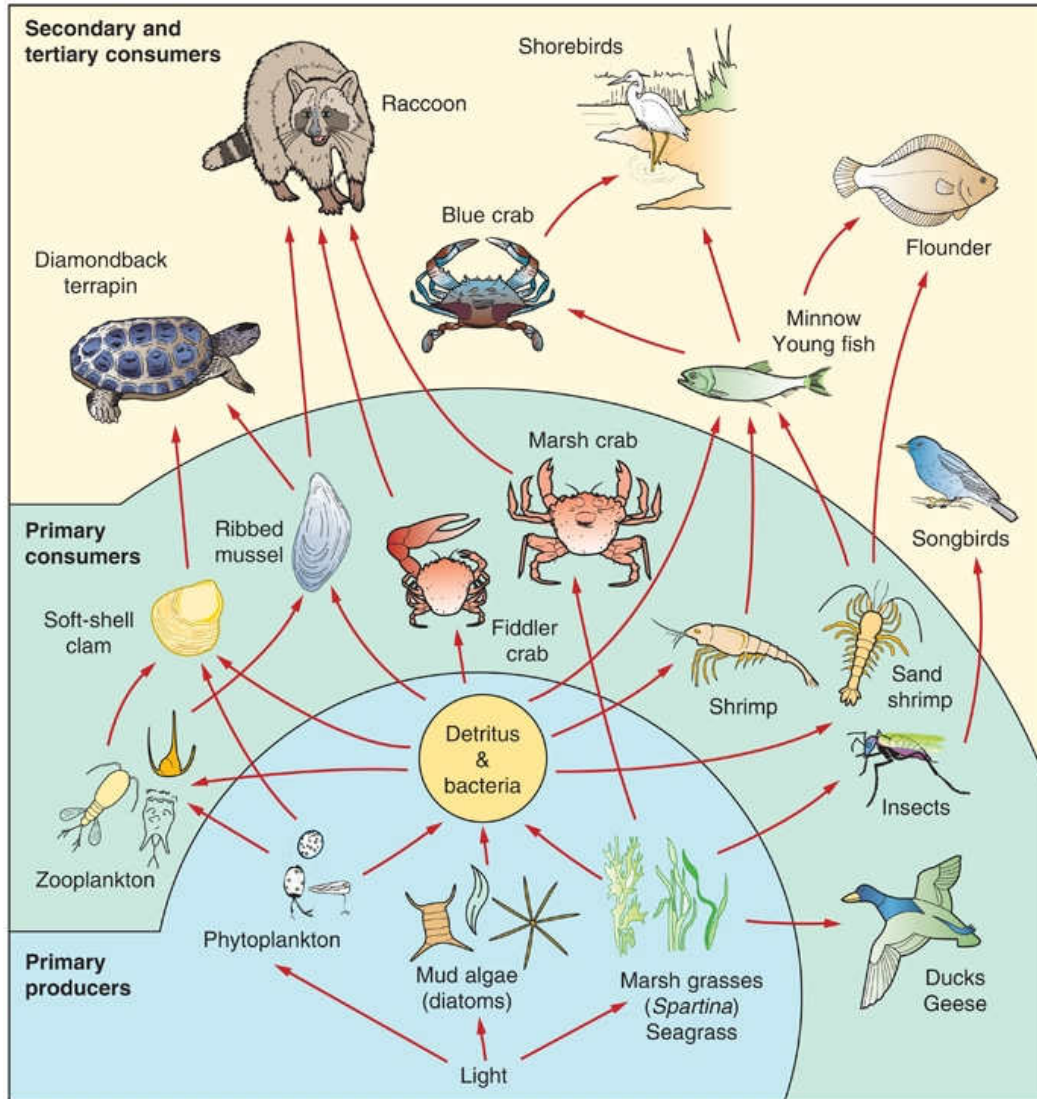 Secondary and
tertiary consumers
Raccoon
Shorebirds
Blue crab
Flounder
Diamondback
terrapin
Minnow
Young fish
Marsh crab
Songbirds
Primary
consumers
Ribbed
mussel
Soft-shell
clam
Fiddler
crab
Shrimp
Sand
shrimp
Detritus
&
bacteria
Insects
Zooplankton
Phytoplankton
Mud algae
(diatoms)
Marsh grasses
(Spartina)
Seagrass
Ducks
Geese
Primary
producers
Light